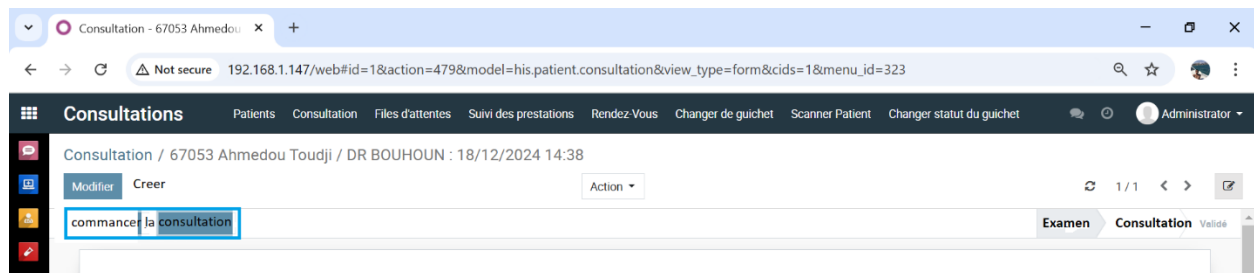 Consultation - 67053 Ahmedou
Not secure 192.168.1.147/web#id=1&action=479&model=his.patient.consultation&view_type=form&cids=1&menu_id=323
Consultations Patients Consultation Files d'attentes Suivi des prestations Rendez-Vous Changer de guichet Scanner Patient Changer statut du guichet Administrator
Consultation / 67053 Ahmedou Toudji / DR BOUHOUN : 18/12/2024 14:38
Modifier Creer Action 1/1
commancer la consultation Examen Consultation Validé